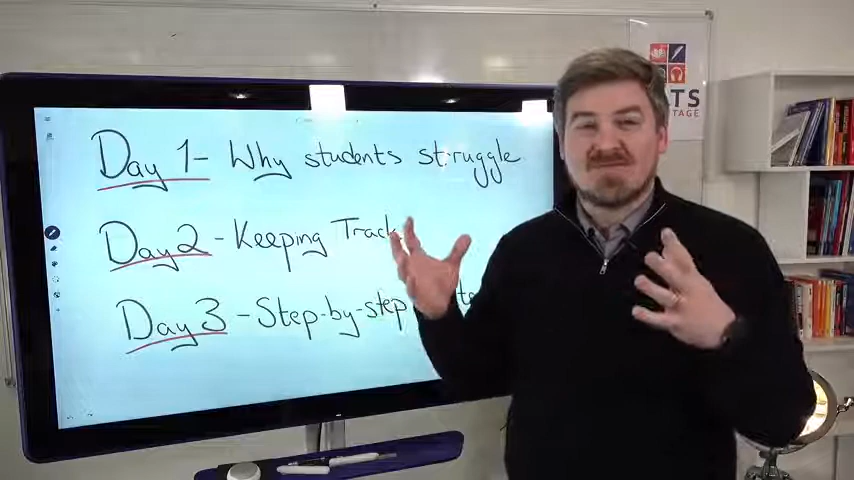 Day 1- Why students struggle
Day 2 - Keeping Track
Day 3 - Step-by-step